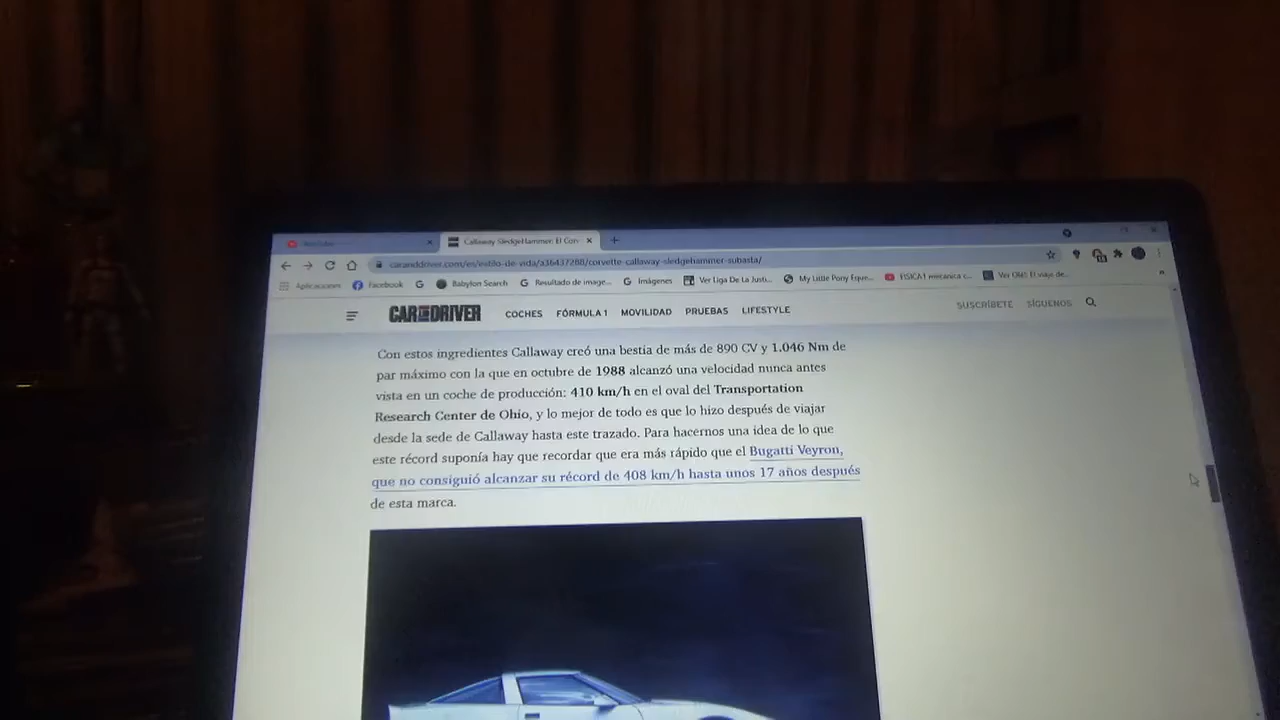 YouTube
Callaway SledgeHammer: El Corv
caranddriver.com/es/estilo-de-vida/a36437288/corvette-callaway-sledgehammer-subasta/
Aplicaciones Facebook Babylon Search Resultado de image... Imágenes Ver Liga De La Justi... My Little Pony Eque... FISICA1 mecanica c...
CAR AND DRIVER COCHES FÓRMULA 1 MOVILIDAD PRUEBAS LIFESTYLE SUSCRÍBETE SÍGUENOS
Con estos ingredientes Callaway creó una bestia de más de 890 CV y 1.046 Nm de
par máximo con la que en octubre de 1988 alcanzó una velocidad nunca antes
vista en un coche de producción: 410 km/h en el oval del Transportation
Research Center de Ohio, y lo mejor de todo es que lo hizo después de viajar
desde la sede de Callaway hasta este trazado. Para hacernos una idea de lo que
este récord suponía hay que recordar que era más rápido que el Bugatti Veyron,
que no consiguió alcanzar su récord de 408 km/h hasta unos 17 años después
de esta marca.